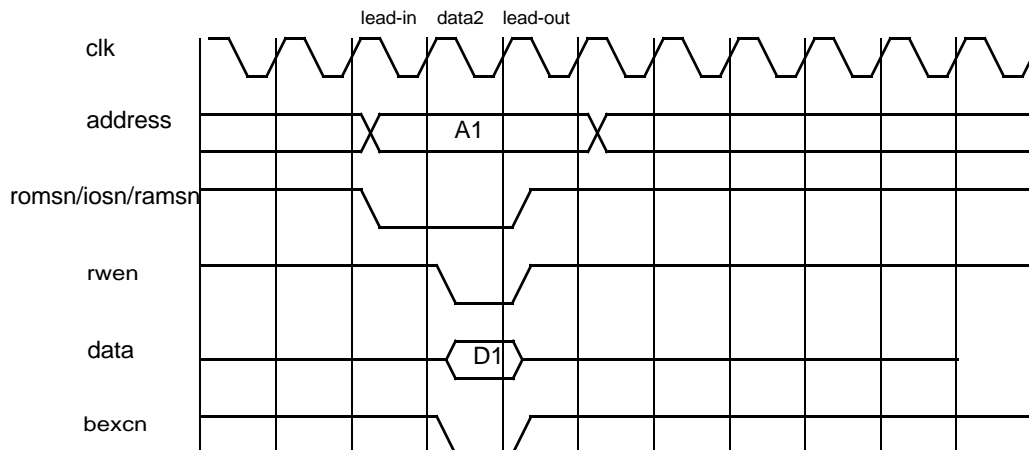 lead-in data2 lead-out
clk
address A1
romsn/iosn/ramsn
rwen
data D1
bexcn